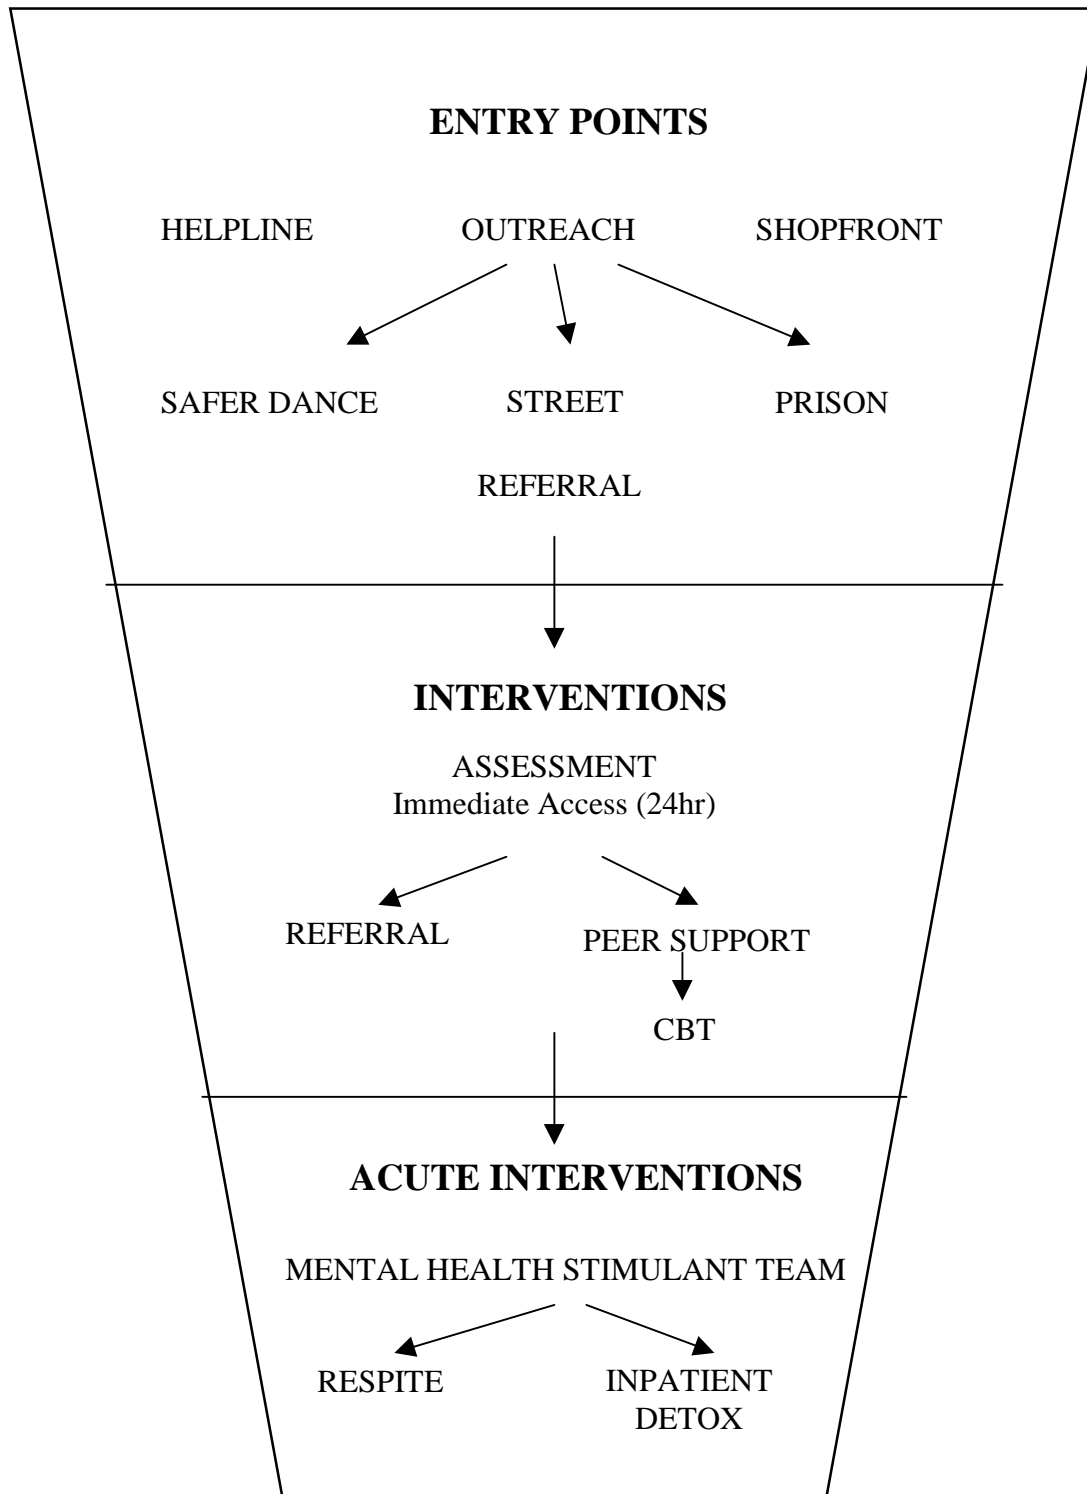 ENTRY POINTS
HELPLINE OUTREACH SHOPFRONT
SAFER DANCE STREET PRISON
REFERRAL
INTERVENTIONS
ASSESSMENT
Immediate Access (24hr)
REFERRAL PEER SUPPORT
CBT
ACUTE INTERVENTIONS
MENTAL HEALTH STIMULANT TEAM
RESPITE INPATIENT
DETOX